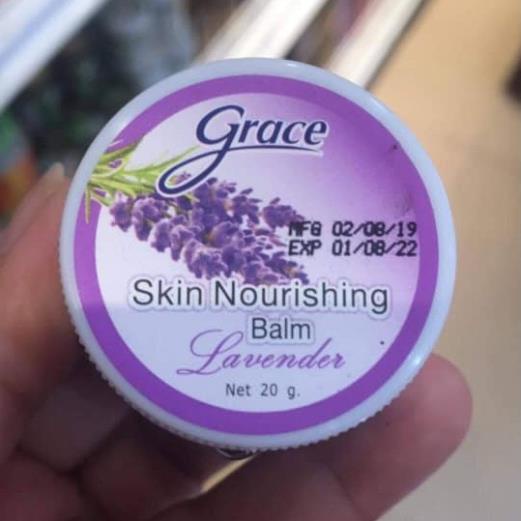 Grace
MFG 02/08/19
EXP 01/08/22
Skin Nourishing
Balm
Lavender
Net 20 g.